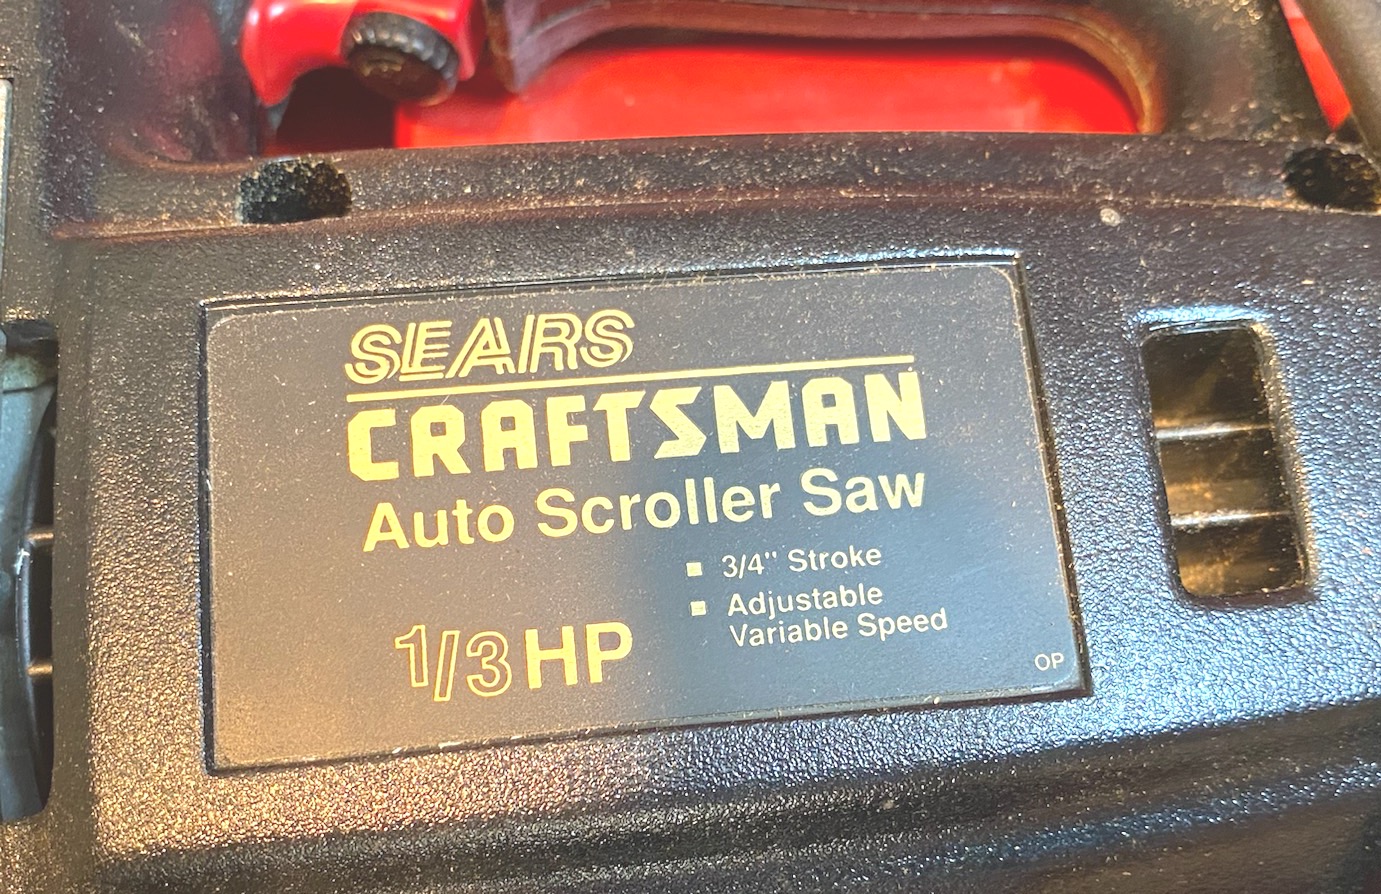 SEARS
CRAFTSMAN
Auto Scroller Saw
▪ 3/4" Stroke
▪ Adjustable
Variable Speed
1/3 HP
OP